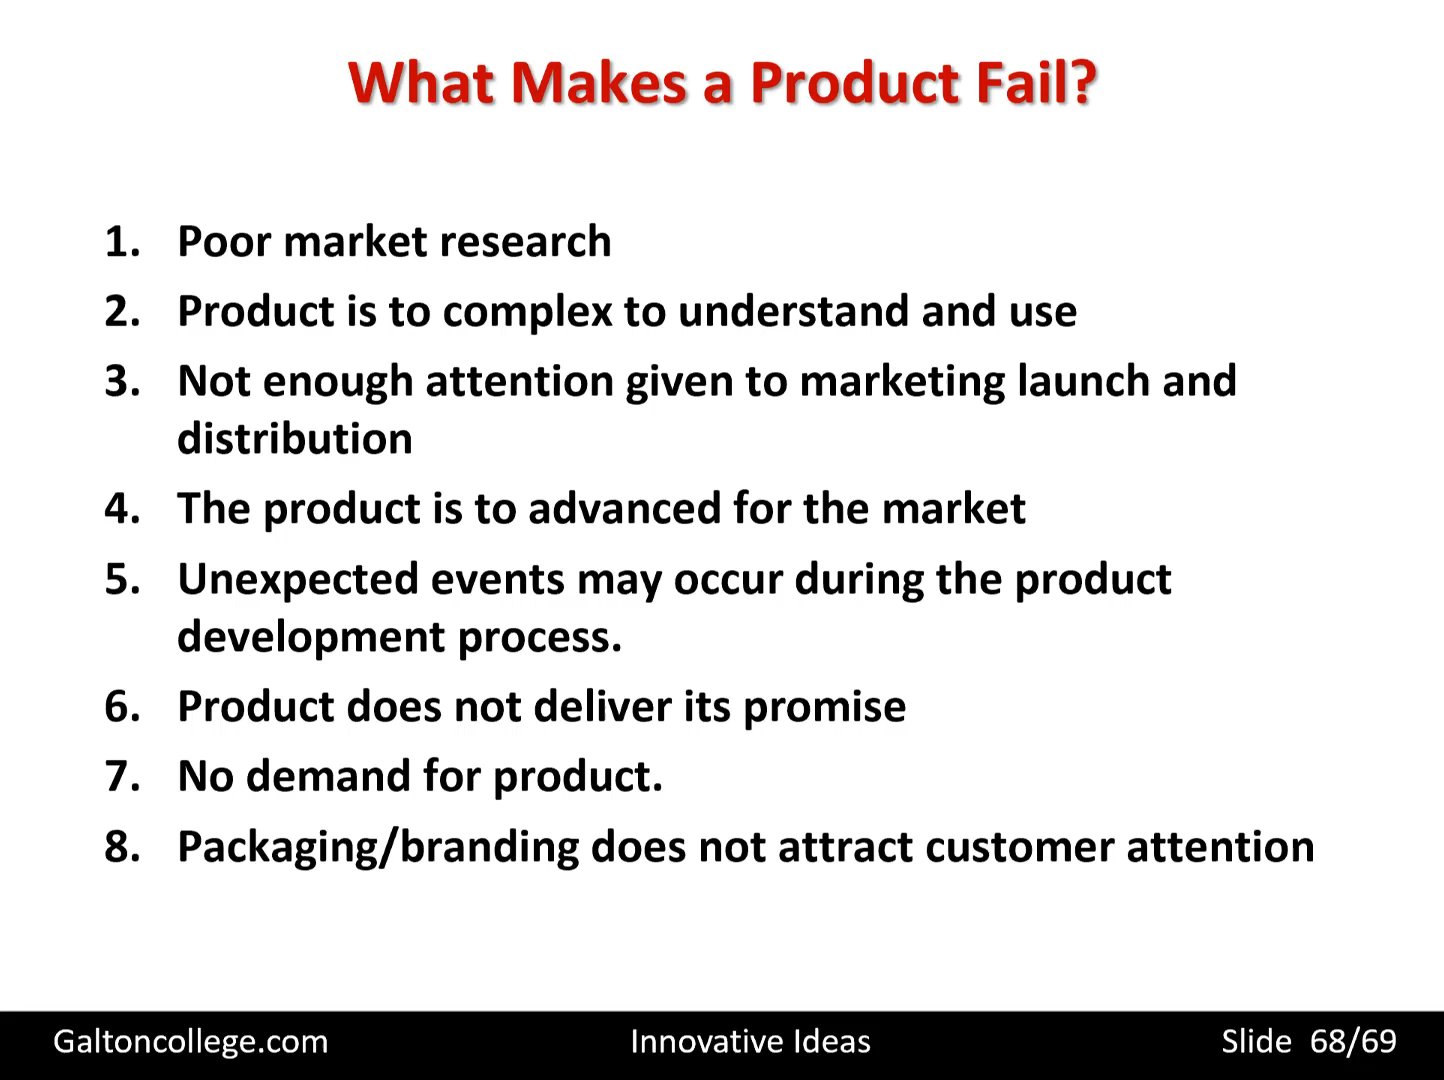 What Makes a Product Fail?
1. Poor market research
2. Product is to complex to understand and use
3. Not enough attention given to marketing launch and
distribution
4. The product is to advanced for the market
5. Unexpected events may occur during the product
development process.
6. Product does not deliver its promise
7. No demand for product.
8. Packaging/branding does not attract customer attention
Galtoncollege.com Innovative Ideas Slide 68/69